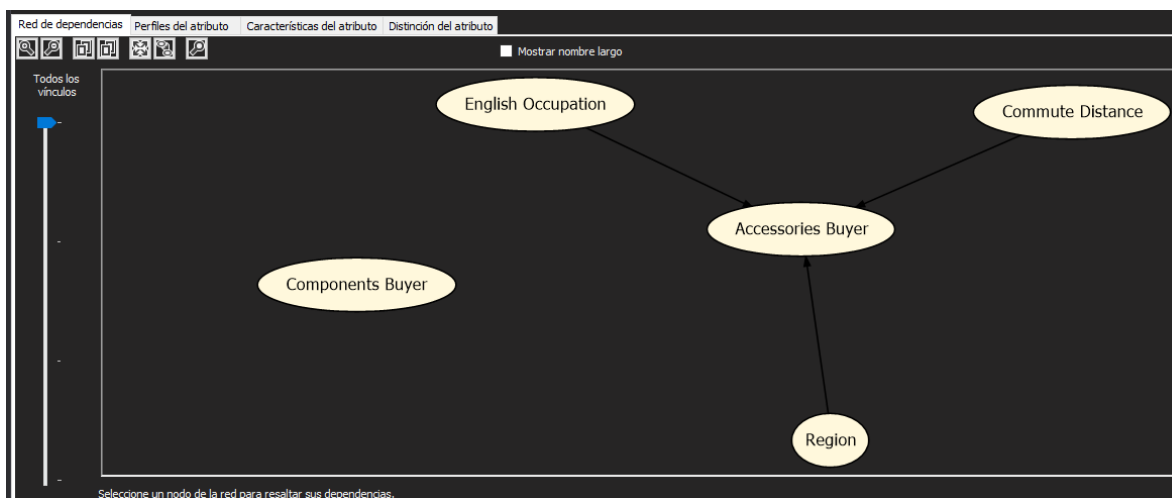 Red de dependencias Perfiles del atributo Características del atributo Distinción del atributo
Mostrar nombre largo
Todos los
vínculos
English Occupation
Commute Distance
Accessories Buyer
Components Buyer
Region
Seleccione un nodo de la red para resaltar sus dependencias.